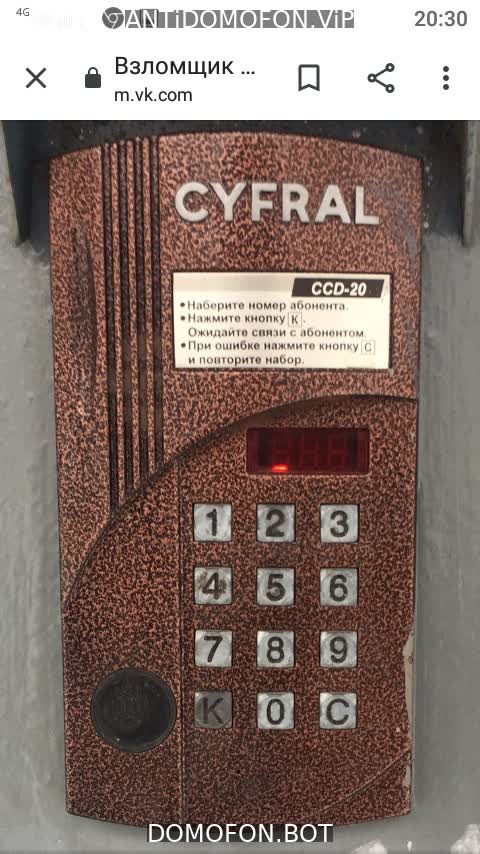 4G
ANTiDOMOFON.ViP
20:30
Взломщик ...
m.vk.com
CYFRAL
CCD-20
•Наберите номер абонента.
•Нажмите кнопку K.
Ожидайте связи с абонентом.
•При ошибке нажмите кнопку C
и повторите набор.
1 2 3
4 5 6
7 8 9
K 0 C
DOMOFON.BOT